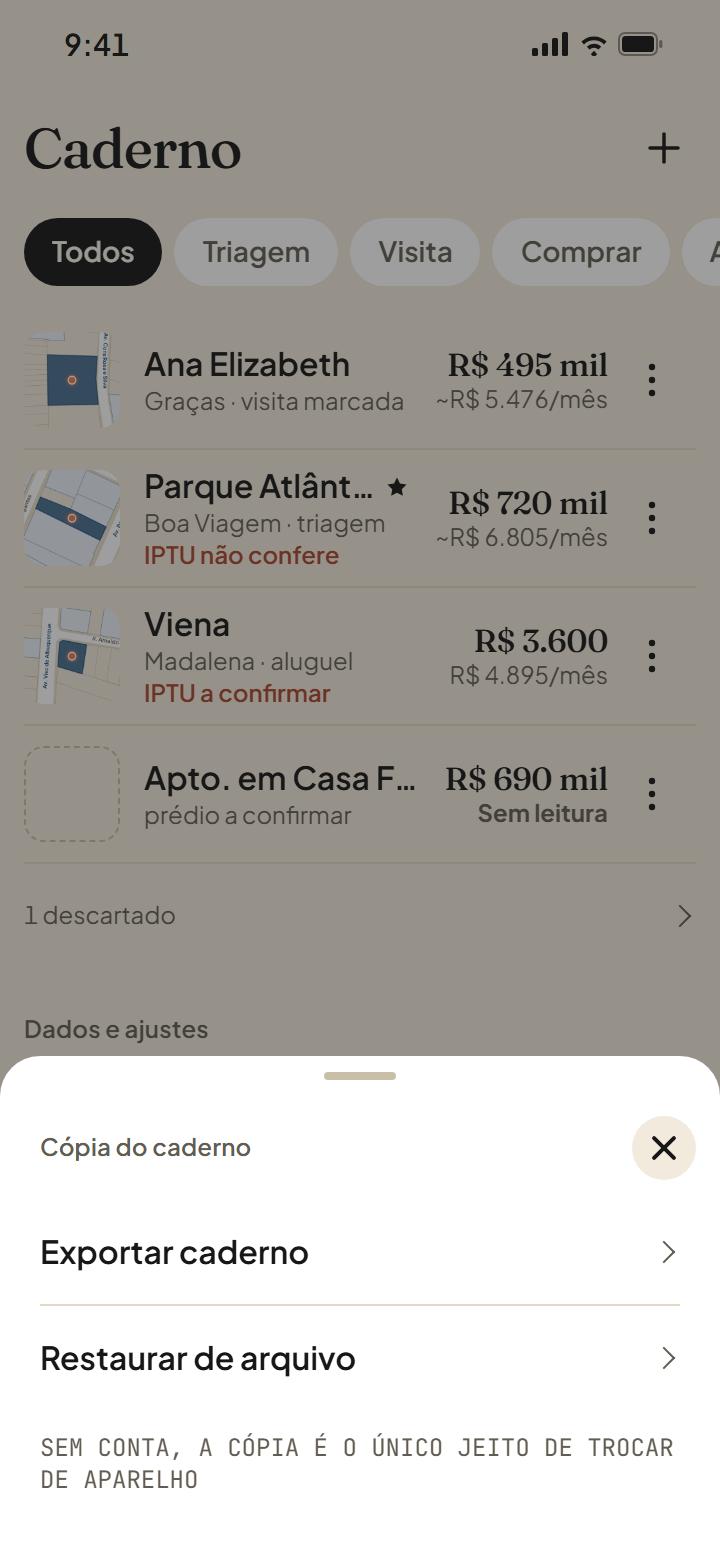 9:41
Caderno
Todos
Triagem
Visita
Comprar
Ana Elizabeth
R$ 495 mil
Graças · visita marcada
~R$ 5.476/mês
Parque Atlânt… ★
R$ 720 mil
Boa Viagem · triagem
~R$ 6.805/mês
IPTU não confere
Viena
R$ 3.600
Madalena · aluguel
R$ 4.895/mês
IPTU a confirmar
Apto. em Casa F…
R$ 690 mil
prédio a confirmar
Sem leitura
1 descartado
Dados e ajustes
Cópia do caderno
Exportar caderno
Restaurar de arquivo
SEM CONTA, A CÓPIA É O ÚNICO JEITO DE TROCAR
DE APARELHO